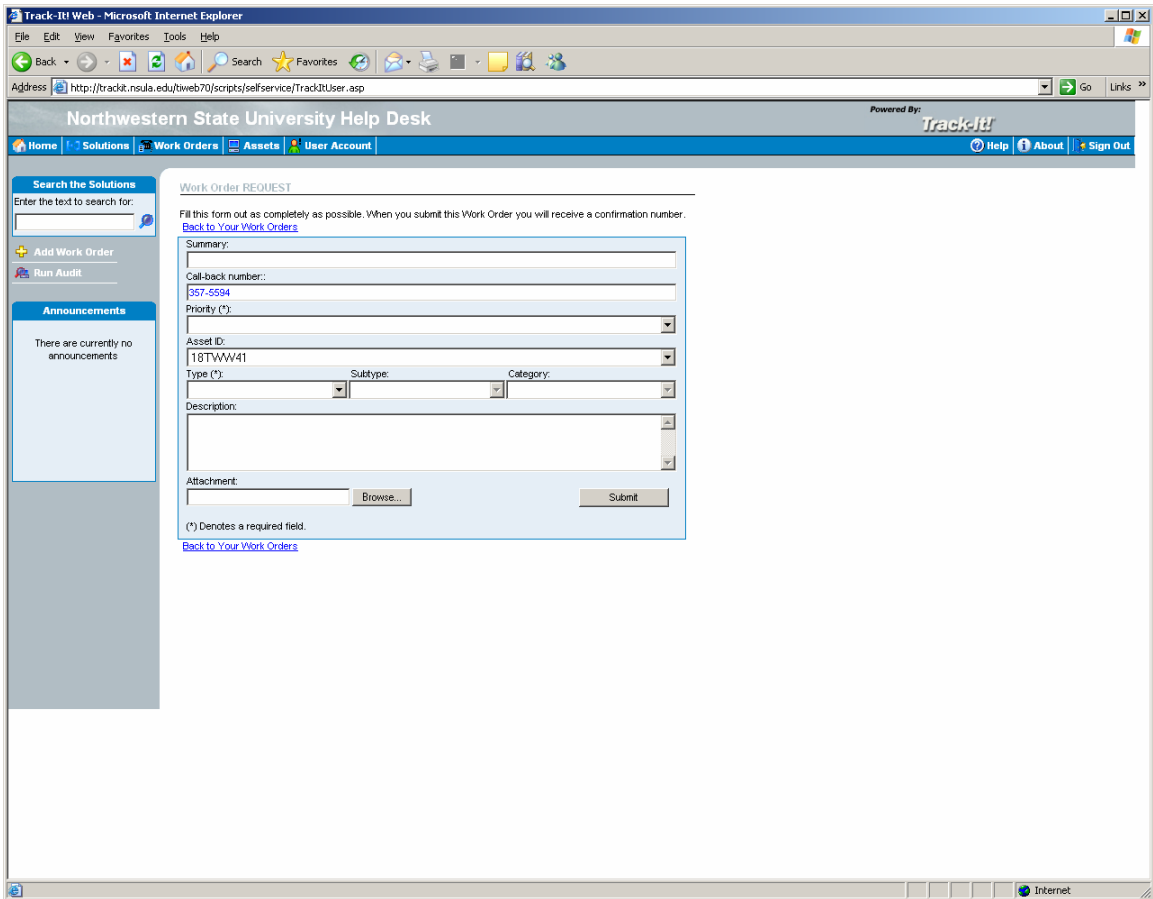 Track-It! Web - Microsoft Internet Explorer
File Edit View Favorites Tools Help
Back Search Favorites
Address http://trackit.nsula.edu/tiweb70/scripts/selfservice/TrackItUser.asp Go Links »
Northwestern State University Help Desk
Powered By:
Track-It!
Home Solutions Work Orders Assets User Account Help About Sign Out
Search the Solutions
Enter the text to search for:
Add Work Order
Run Audit
Announcements
There are currently no
announcements
Work Order REQUEST
Fill this form out as completely as possible. When you submit this Work Order you will receive a confirmation number.
Back to Your Work Orders
Summary:
Call-back number::
357-5594
Priority (*):
Asset ID:
18TWW41
Type (*): Subtype: Category:
Description:
Attachment:
Browse... Submit
(*) Denotes a required field.
Back to Your Work Orders
Internet